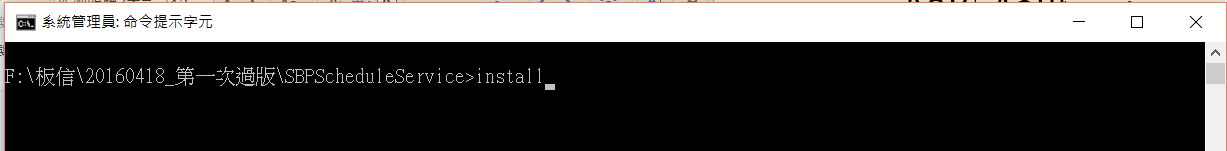 系統管理員: 命令提示字元
F:\板信\20160418_第一次過版\SBPScheduleService>install